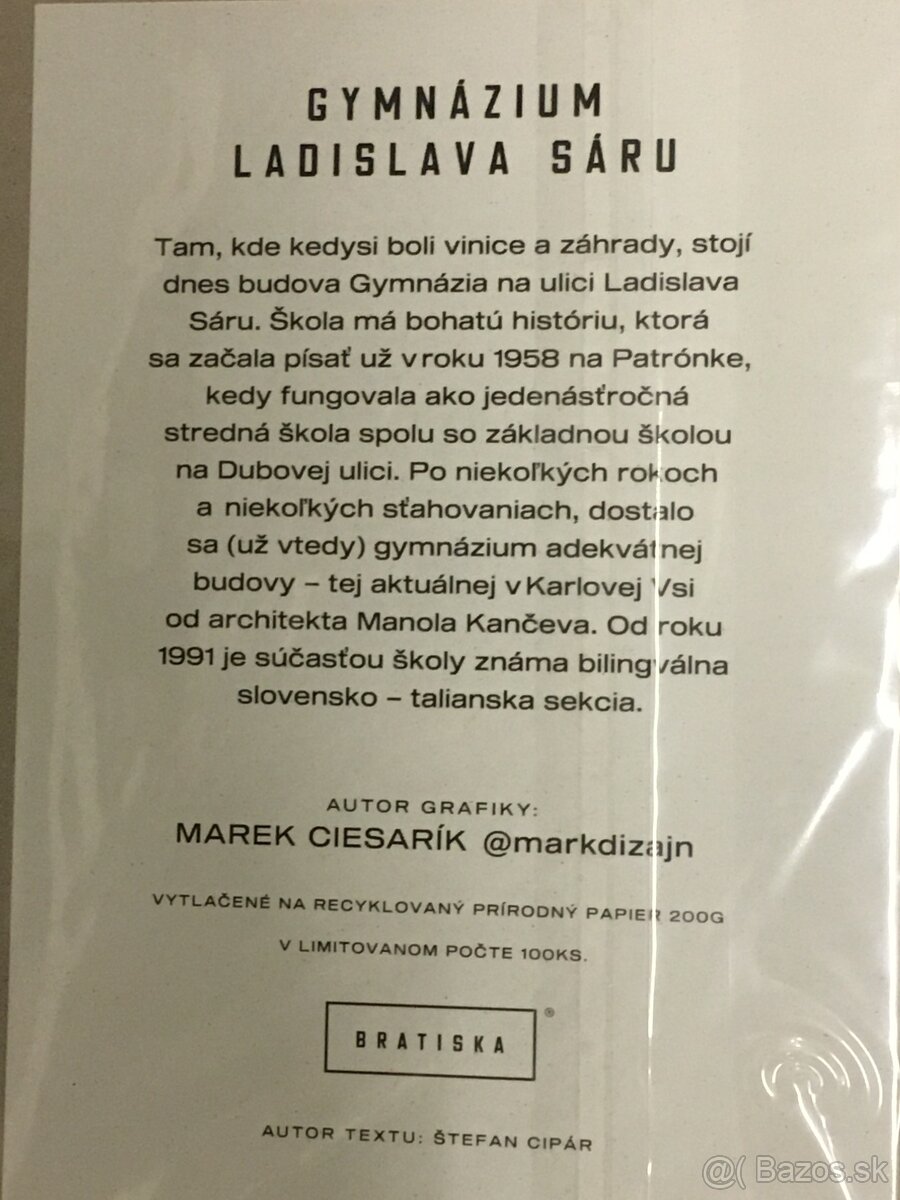 GYMNÁZIUM
LADISLAVA SÁRU
Tam, kde kedysi boli vinice a záhrady, stojí
dnes budova Gymnázia na ulici Ladislava
Sáru. Škola má bohatú históriu, ktorá
sa začala písať už v roku 1958 na Patrónke,
kedy fungovala ako jedenásťročná
stredná škola spolu so základnou školou
na Dubovej ulici. Po niekoľkých rokoch
a niekoľkých sťahovaniach, dostalo
sa (už vtedy) gymnázium adekvátnej
budovy – tej aktuálnej v Karlovej Vsi
od architekta Manola Kančeva. Od roku
1991 je súčasťou školy známa bilingválna
slovensko – talianska sekcia.
AUTOR GRAFIKY:
MAREK CIESARÍK @markdizajn
VYTLAČENÉ NA RECYKLOVANÝ PRÍRODNÝ PAPIER 200G
V LIMITOVANOM POČTE 100KS.
BRATISKA ®
AUTOR TEXTU: ŠTEFAN CIPÁR
@( Bazos.sk